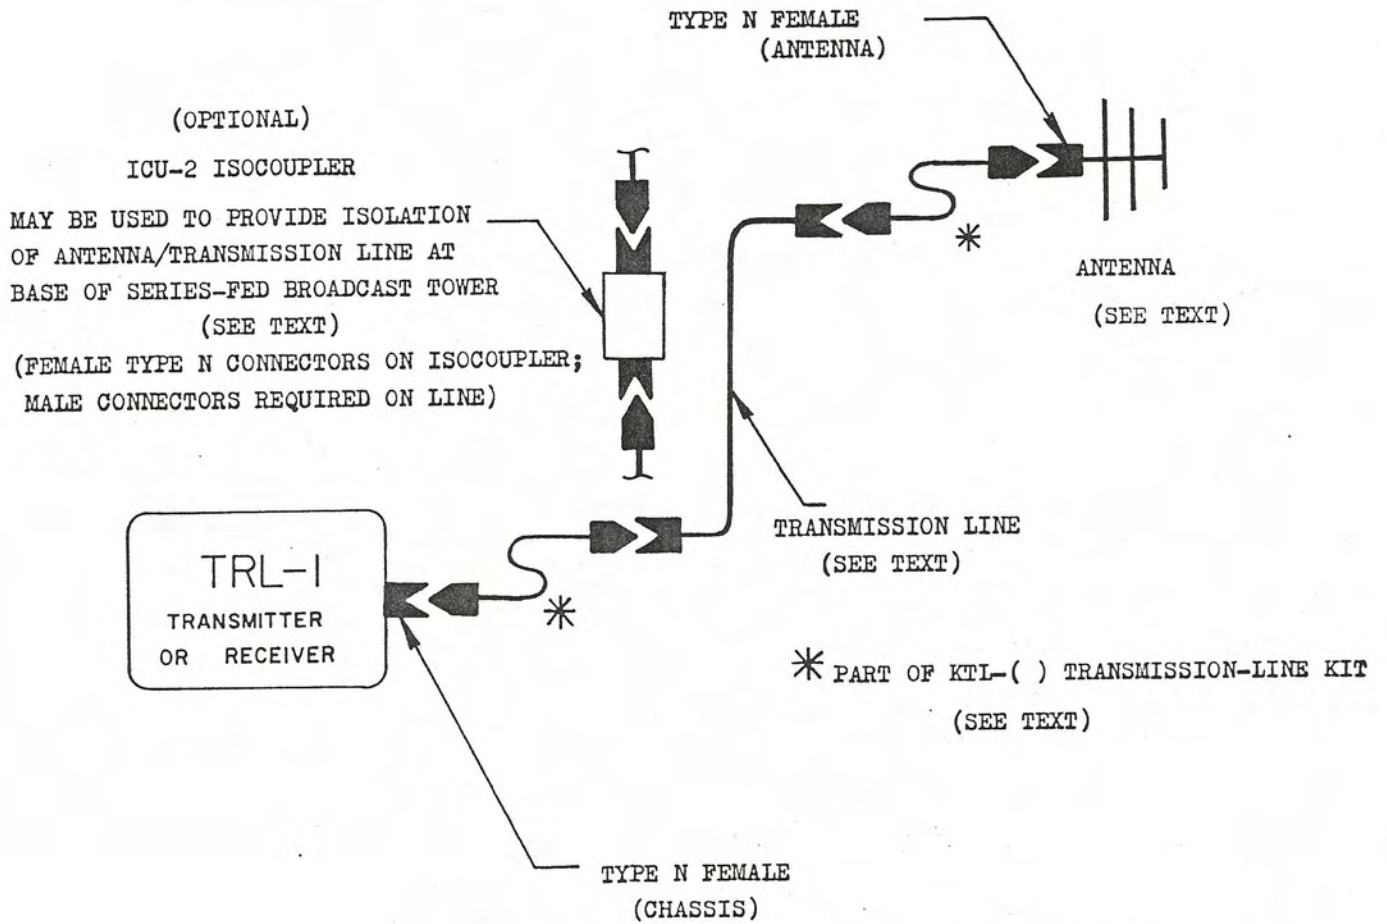 TYPE N FEMALE
(ANTENNA)
(OPTIONAL)
ICU-2 ISOCOUPLER
MAY BE USED TO PROVIDE ISOLATION
OF ANTENNA/TRANSMISSION LINE AT
BASE OF SERIES-FED BROADCAST TOWER
(SEE TEXT)
(FEMALE TYPE N CONNECTORS ON ISOCOUPLER;
MALE CONNECTORS REQUIRED ON LINE)
*
ANTENNA
(SEE TEXT)
TRANSMISSION LINE
(SEE TEXT)
TRL-1
TRANSMITTER
OR RECEIVER
*
* PART OF KTL-( ) TRANSMISSION-LINE KIT
(SEE TEXT)
TYPE N FEMALE
(CHASSIS)